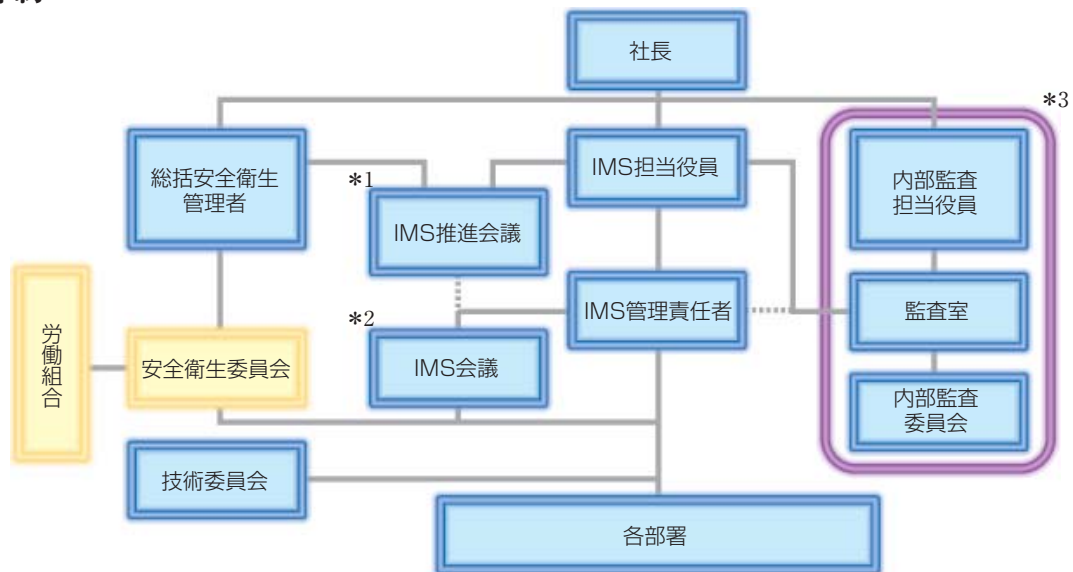 社長
*3
総括安全衛生
管理者
*1
IMS推進会議
IMS担当役員
内部監査
担当役員
労働組合
安全衛生委員会
*2
IMS会議
IMS管理責任者
監査室
内部監査
委員会
技術委員会
各部署